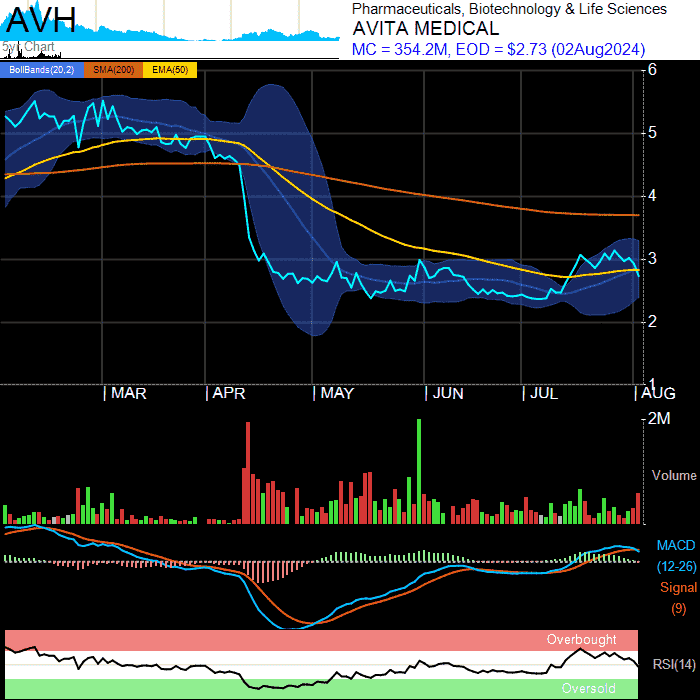 AVH
5yr Chart
Pharmaceuticals, Biotechnology & Life Sciences
AVITA MEDICAL
MC = 354.2M, EOD = $2.73 (02Aug2024)
BollBands(20,2) SMA(200) EMA(50)
6
5
4
3
2
1
MAR APR MAY JUN JUL AUG
2M
Volume
MACD
(12-26)
Signal
(9)
Overbought
RSI(14)
Oversold